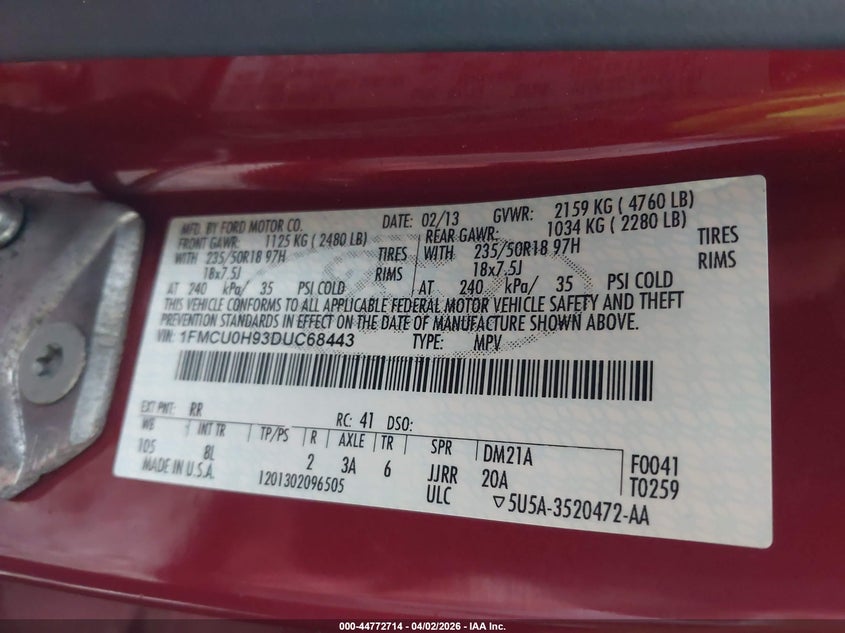 MFD. BY FORD MOTOR CO. DATE: 02/13 GVWR: 2159 KG ( 4760 LB)
FRONT GAWR: 1125 KG ( 2480 LB) REAR GAWR: 1034 KG ( 2280 LB)
WITH 235/50R18 97H TIRES WITH 235/50R18 97H TIRES
18x7.5J RIMS 18x7.5J RIMS
AT 240 kPa/ 35 PSI COLD AT 240 kPa/ 35 PSI COLD
THIS VEHICLE CONFORMS TO ALL APPLICABLE FEDERAL MOTOR VEHICLE SAFETY AND THEFT
PREVENTION STANDARDS IN EFFECT ON THE DATE OF MANUFACTURE SHOWN ABOVE.
VIN: 1FMCU0H93DUC68443 TYPE: MPV
EXT PNT: RR RC: 41 DSO:
WB INT TR TP/PS R AXLE TR SPR DM21A F0041
105 8L 2 3A 6 JJRR 20A T0259
MADE IN U.S.A. 1201302096505 ULC ▽5U5A-3520472-AA
000-44772714 - 04/02/2026 - IAA Inc.